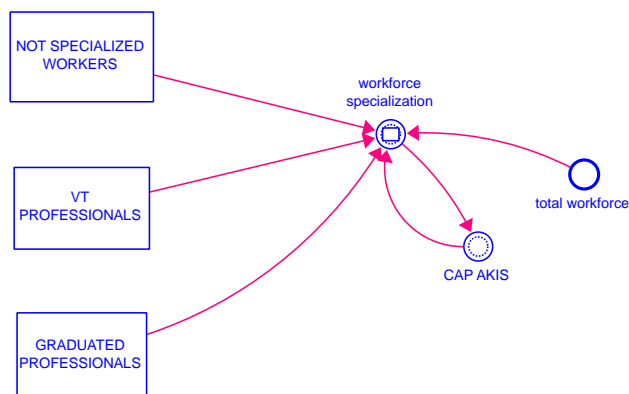 NOT SPECIALIZED
WORKERS
workforce
specialization
VT
PROFESSIONALS
total workforce
CAP AKIS
GRADUATED
PROFESSIONALS